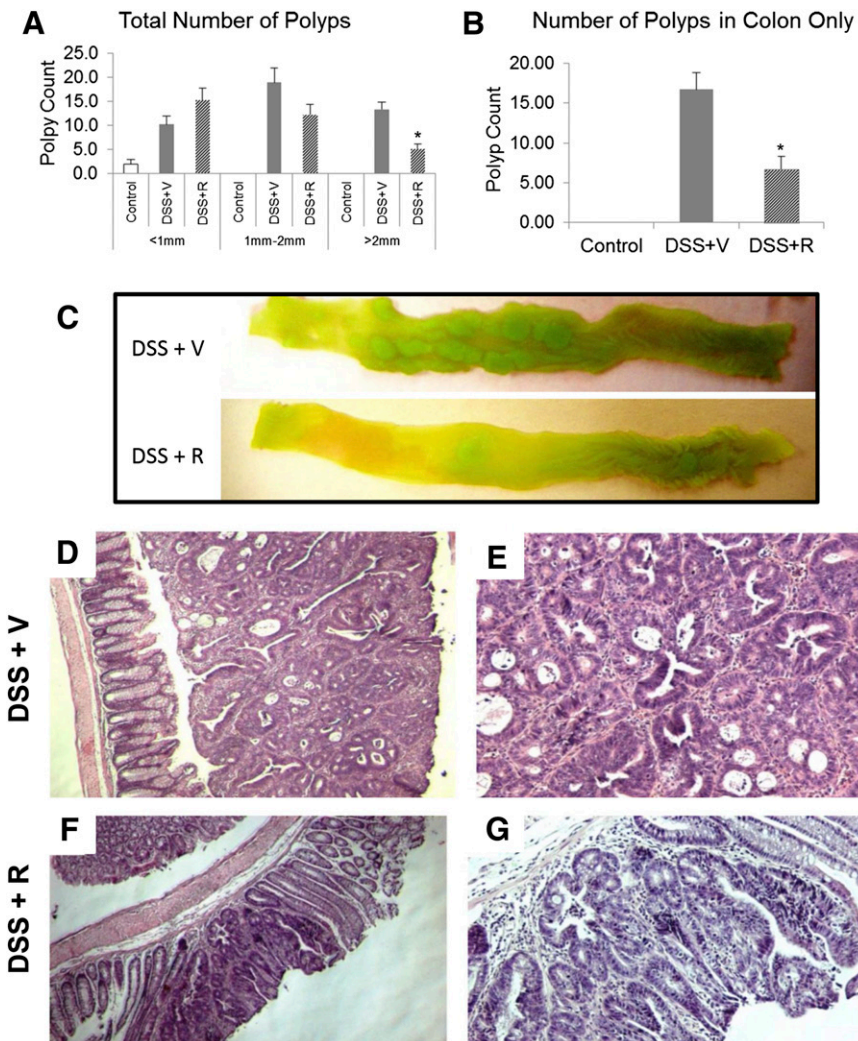 A Total Number of Polyps
Polpy Count
25.0
20.0
15.0
10.0
5.0
0.0
*
Control DSS+V DSS+R Control DSS+V DSS+R Control DSS+V DSS+R
<1mm 1mm-2mm >2mm
B Number of Polyps in Colon Only
Polyp Count
20.00
15.00
10.00
5.00
0.00
*
Control DSS+V DSS+R
C
DSS + V
DSS + R
DSS + V
D E
DSS + R
F G